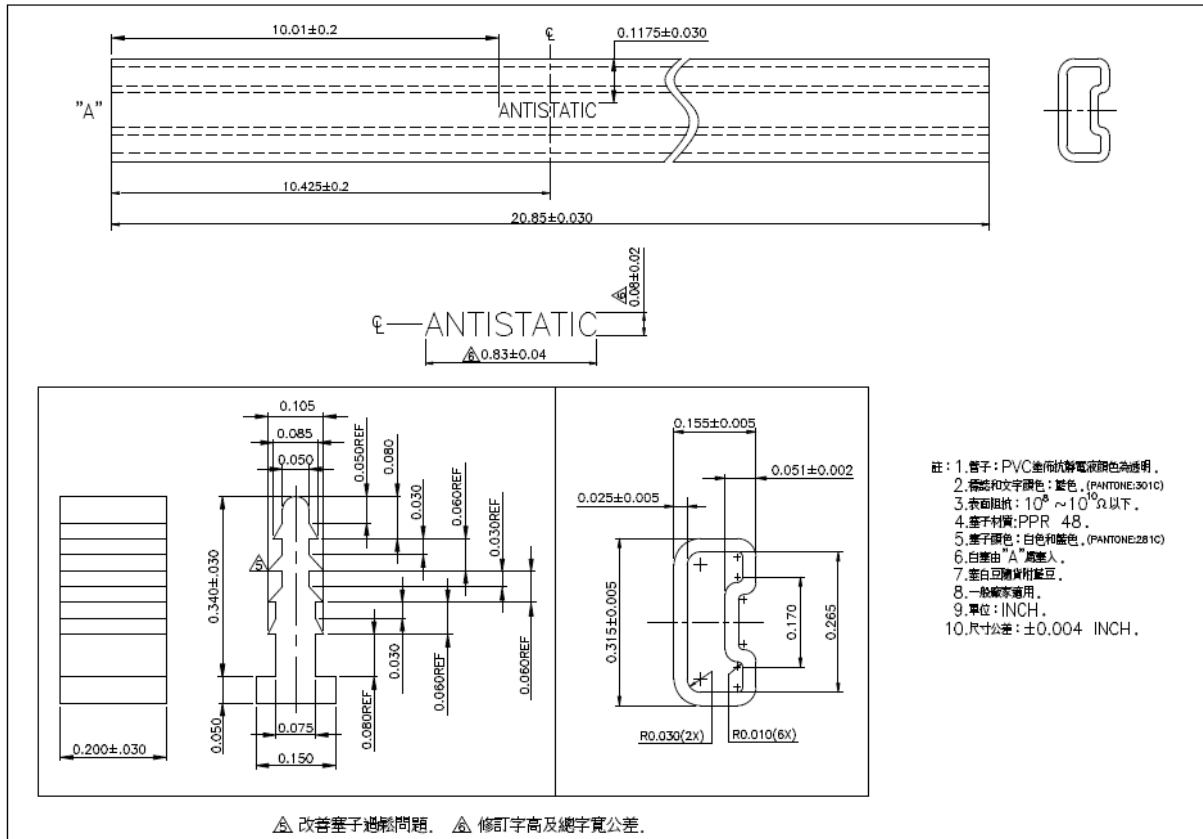 10.01±0.2
℄
0.1175±0.030
"A"
ANTISTATIC
10.425±0.2
20.85±0.030
0.08±0.02
6
℄ ANTISTATIC
6 0.83±0.04
0.105
0.085
0.050
0.050REF
0.080
0.030
0.060REF
0.030REF
5
0.340±.030
0.050
0.200±.030
0.075
0.150
0.080REF
0.030
0.060REF
0.060REF
0.155±0.005
0.051±0.002
0.025±0.005
0.315±0.005
0.170
0.265
R0.030(2X)
R0.010(6X)
註：1.管子：PVC塗佈抗靜電液顏色為透明.
2.標誌和文字顏色：藍色.(PANTONE:301C)
3.表面阻抗：10⁸～10¹⁰Ω以下.
4.塞子材質:PPR 48.
5.塞子顏色：白色和藍色.(PANTONE:281C)
6.白塞由"A"處塞入.
7.塞白豆隨貨附藍豆.
8.一般廠家適用.
9.單位：INCH.
10.尺寸公差：±0.004 INCH.
5 改善塞子過鬆問題. 6 修訂字高及總字寬公差.